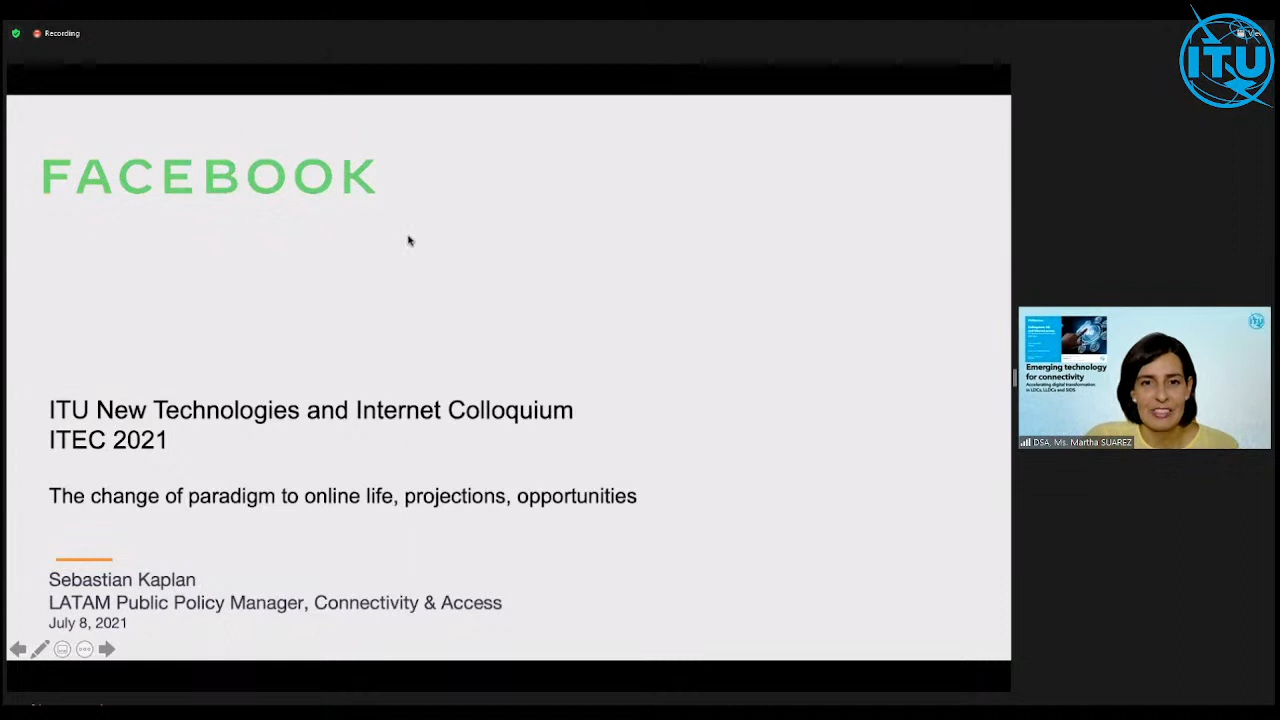 Recording
View
ITU
FACEBOOK
ITU New Technologies and Internet Colloquium
ITEC 2021
The change of paradigm to online life, projections, opportunities
Sebastian Kaplan
LATAM Public Policy Manager, Connectivity & Access
July 8, 2021
Emerging technology
for connectivity
Accelerating digital transformation
in LDCs, LLDCs and SIDS
DSA, Ms. Martha SUAREZ